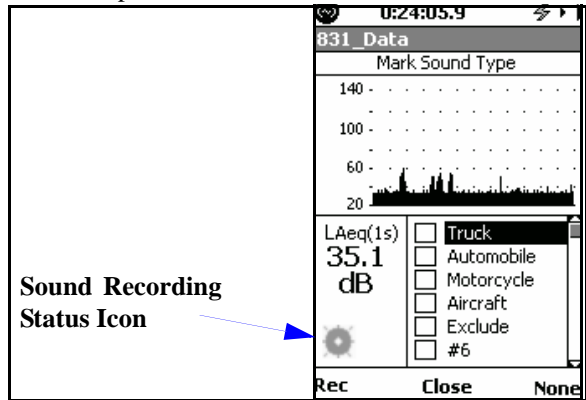 0:24:05.9
831_Data
Mark Sound Type
140
100
60
20
LAeq(1s)
35.1
dB
Truck
Automobile
Motorcycle
Aircraft
Exclude
#6
Sound Recording
Status Icon
Rec Close None